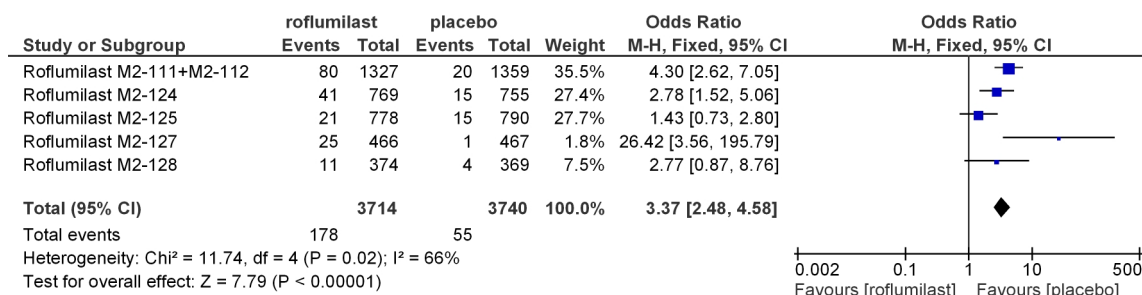 roflumilast placebo Odds Ratio Odds Ratio
Study or Subgroup Events Total Events Total Weight M-H, Fixed, 95% CI M-H, Fixed, 95% CI
Roflumilast M2-111+M2-112 80 1327 20 1359 35.5% 4.30 [2.62, 7.05]
Roflumilast M2-124 41 769 15 755 27.4% 2.78 [1.52, 5.06]
Roflumilast M2-125 21 778 15 790 27.7% 1.43 [0.73, 2.80]
Roflumilast M2-127 25 466 1 467 1.8% 26.42 [3.56, 195.79]
Roflumilast M2-128 11 374 4 369 7.5% 2.77 [0.87, 8.76]
Total (95% CI) 3714 3740 100.0% 3.37 [2.48, 4.58]
Total events 178 55
Heterogeneity: Chi² = 11.74, df = 4 (P = 0.02); I² = 66%
Test for overall effect: Z = 7.79 (P < 0.00001)
0.002 0.1 1 10 500
Favours [roflumilast] Favours [placebo]